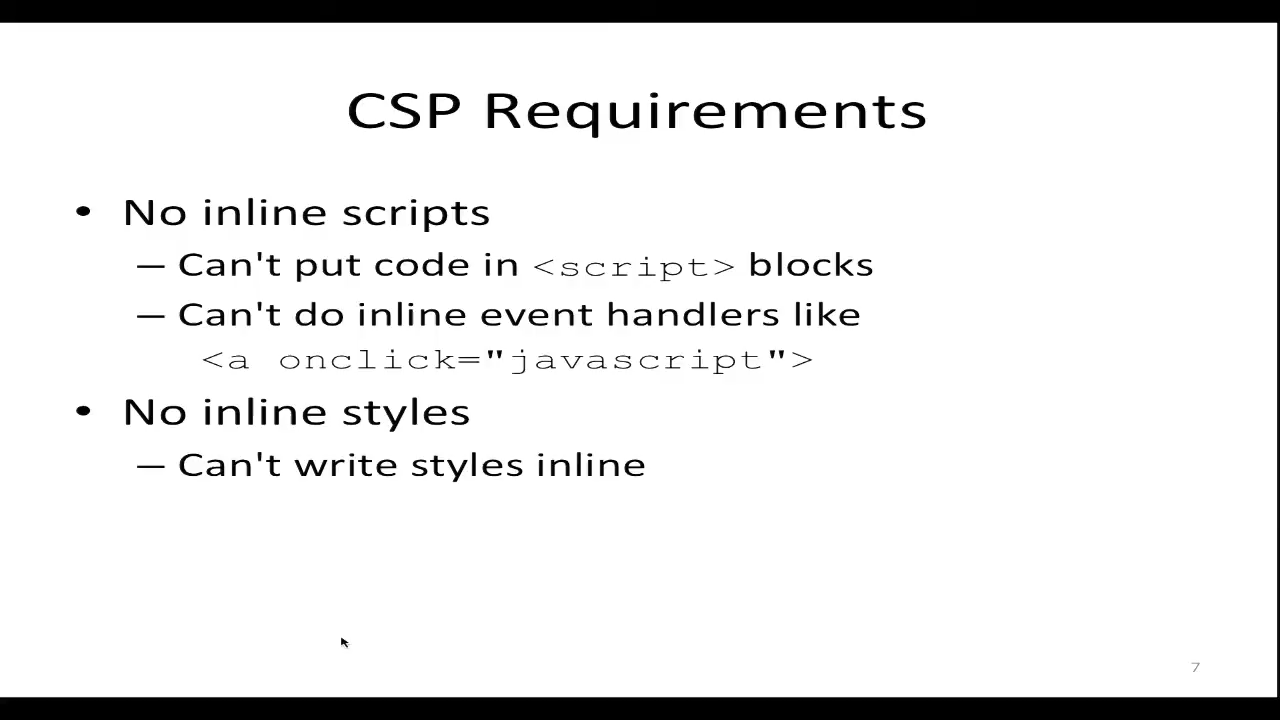 CSP Requirements
• No inline scripts
– Can't put code in <script> blocks
– Can't do inline event handlers like
<a onclick="javascript">
• No inline styles
– Can't write styles inline
7